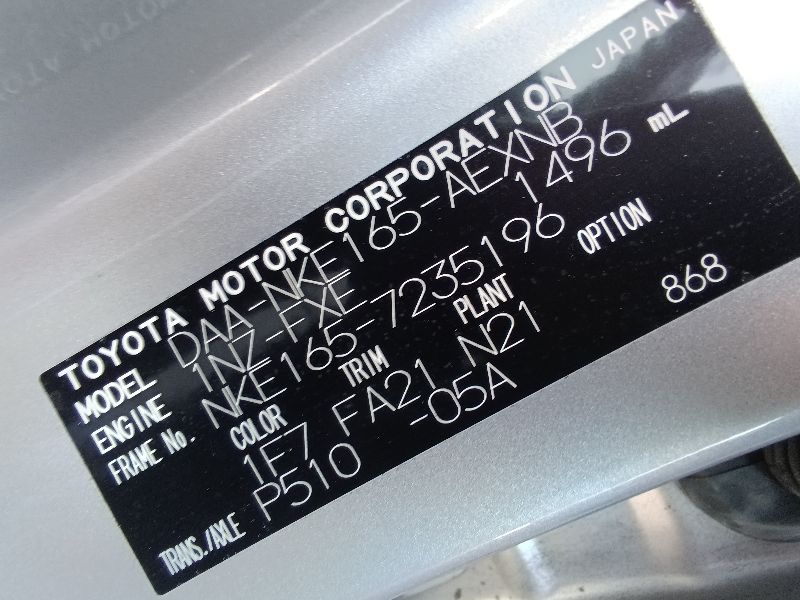 TOYOTA MOTOR CORPORATION JAPAN
MODEL DAA-NKE165-AEXNB
ENGINE 1NZ-FXE 1496 mL
FRAME No. NKE165-7235196
COLOR TRIM PLANT OPTION
1F7 FA21 N21 868
TRANS./AXLE P510 -05A